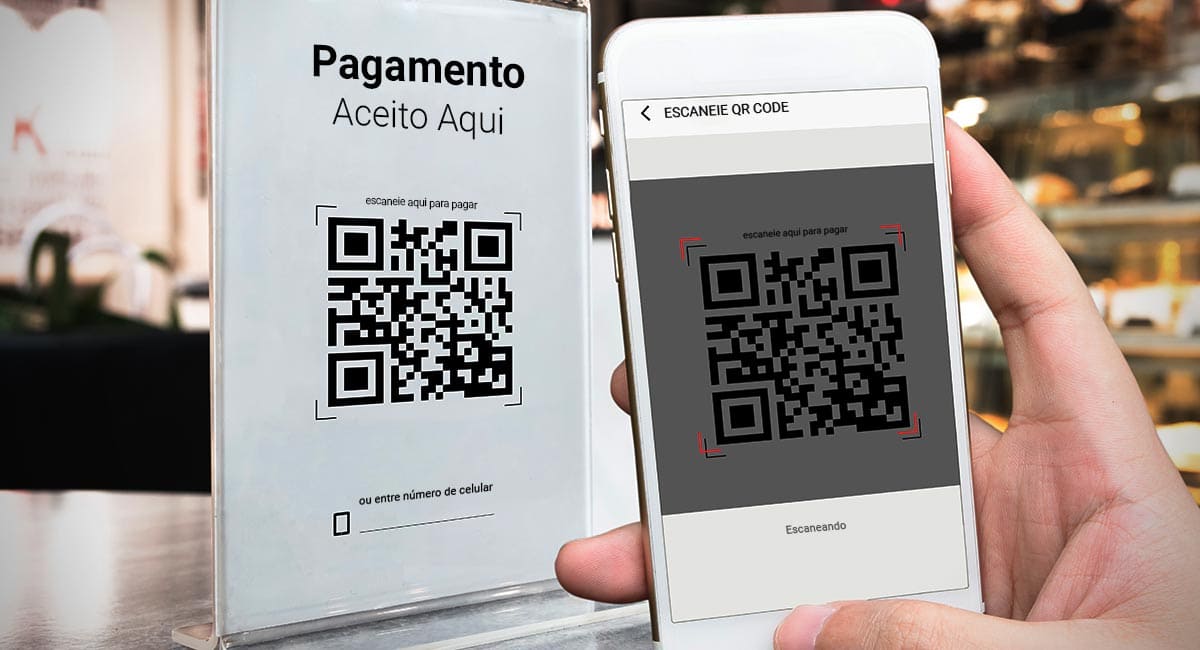 Pagamento
Aceito Aqui
escaneie aqui para pagar
ou entre número de celular
ESCANEIE QR CODE
escaneie aqui para pagar
Escaneando